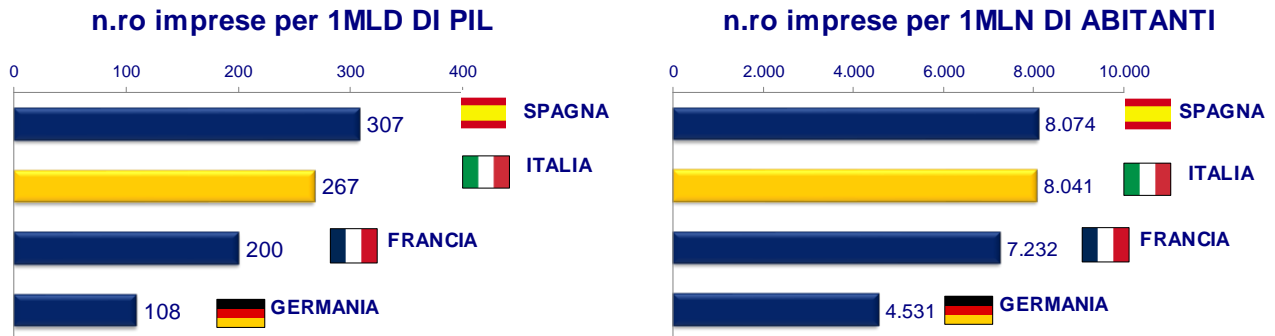 n.ro imprese per 1MLD DI PIL
0 100 200 300 400
307 SPAGNA
267 ITALIA
200 FRANCIA
108 GERMANIA
n.ro imprese per 1MLN DI ABITANTI
0 2.000 4.000 6.000 8.000 10.000
8.074 SPAGNA
8.041 ITALIA
7.232 FRANCIA
4.531 GERMANIA